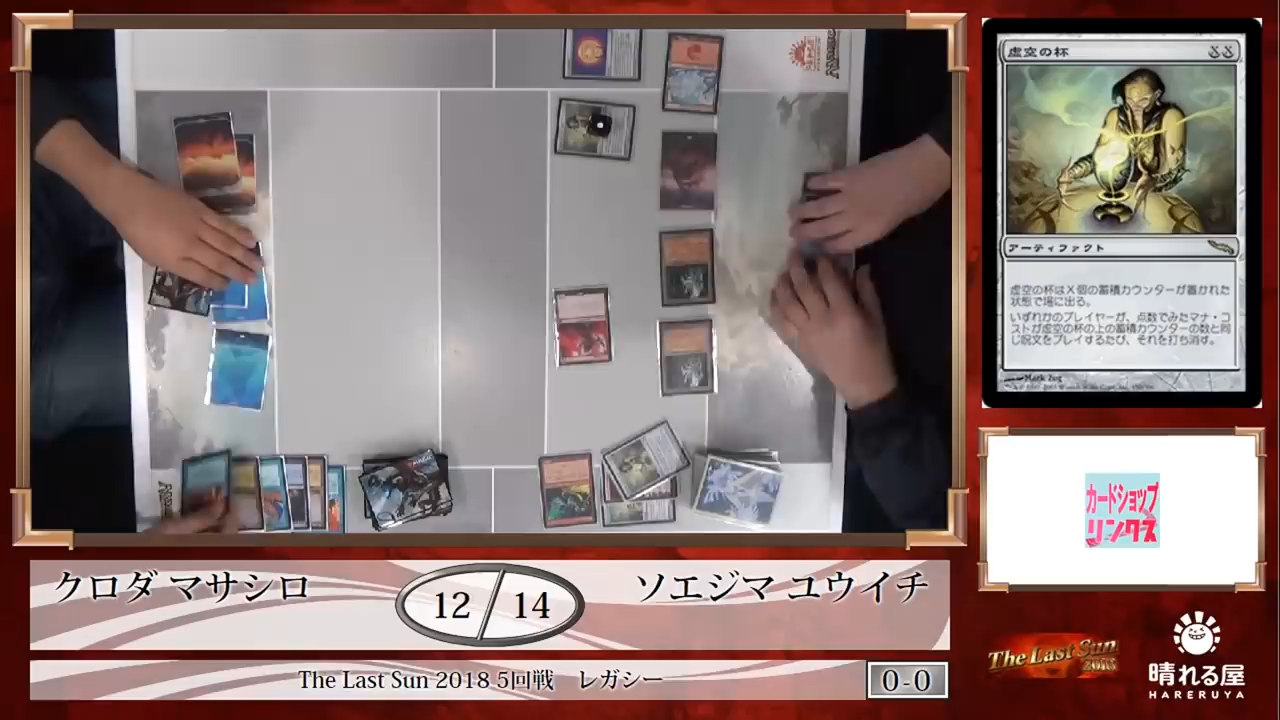 虚空の杯
アーティファクト
虚空の杯はX個の蓄積カウンターが置かれた
状態で場に出る。
いずれかのプレイヤーが、点数でみたマナ・コ
ストが虚空の杯の上の蓄積カウンターの数と同
じ呪文をプレイするたび、それを打ち消す。
カードショップ
リンクス
クロダ マサシロ
12 / 14
ソエジマ ユウイチ
The Last Sun 2018 5回戦 レガシー
0-0
The Last Sun
2018
晴れる屋
HARERUYA